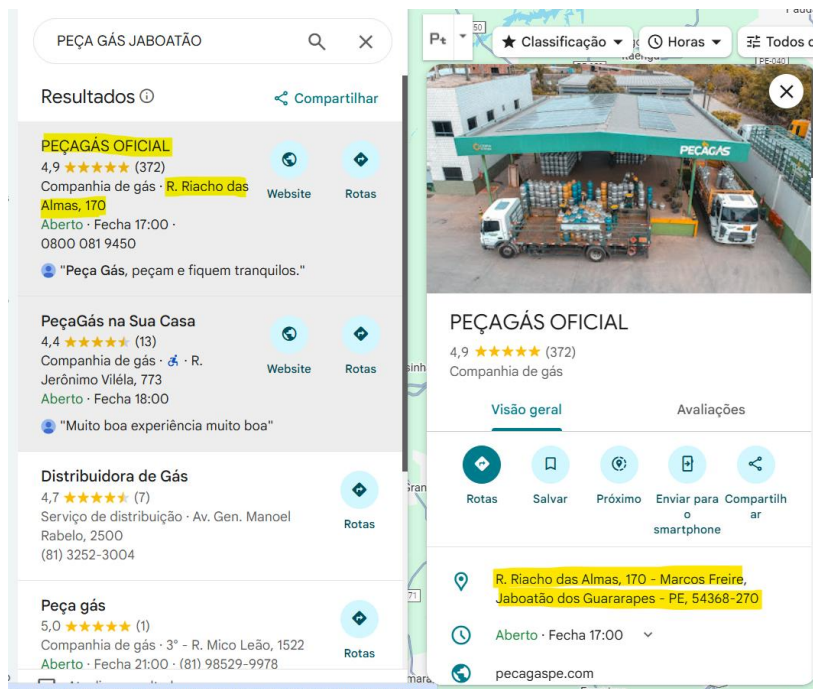 PEÇA GÁS JABOATÃO
Resultados
Compartilhar
PEÇAGÁS OFICIAL
4,9 (372)
Companhia de gás · R. Riacho das
Almas, 170
Aberto · Fecha 17:00 ·
0800 081 9450
"Peça Gás, peçam e fiquem tranquilos."
Website
Rotas
PeçaGás na Sua Casa
4,4 (13)
Companhia de gás · · R.
Jerônimo Viléla, 773
Aberto · Fecha 18:00
"Muito boa experiência muito boa"
Website
Rotas
Distribuidora de Gás
4,7 (7)
Serviço de distribuição · Av. Gen. Manoel
Rabelo, 2500
(81) 3252-3004
Rotas
Peça gás
5,0 (1)
Companhia de gás · 3° - R. Mico Leão, 1522
Aberto · Fecha 21:00 · (81) 98529-9978
Rotas
50
Classificação
Horas
Todos
PE-040
PEÇAGÁS
PEÇAGÁS OFICIAL
4,9 (372)
Companhia de gás
Visão geral
Avaliações
Rotas
Salvar
Próximo
Enviar para
o
smartphone
Compartilh
ar
R. Riacho das Almas, 170 - Marcos Freire,
Jaboatão dos Guararapes - PE, 54368-270
Aberto · Fecha 17:00
pecagaspe.com
71